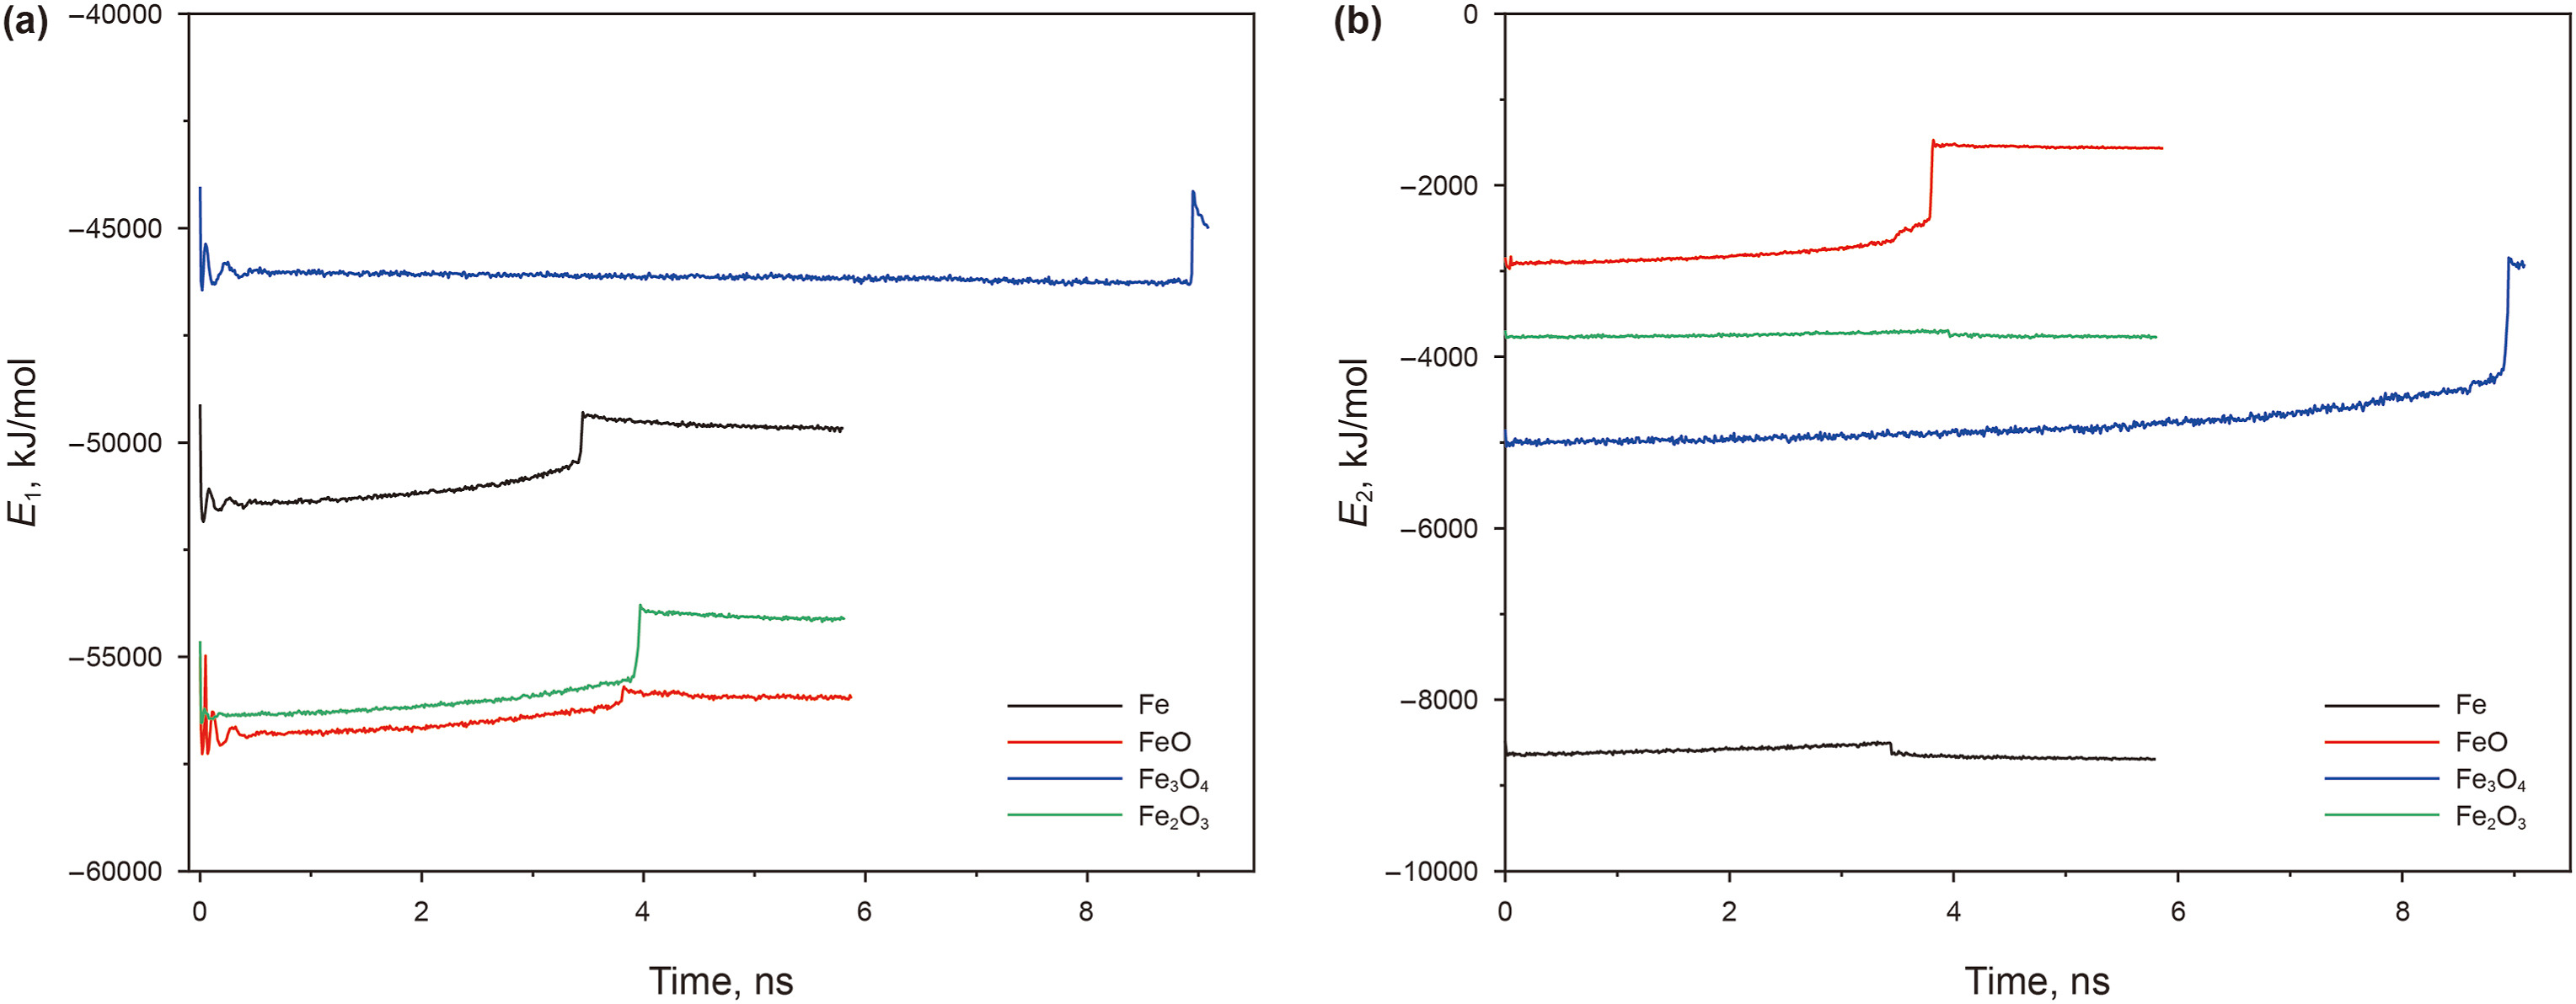 (a)
−40000
−45000
−50000
−55000
−60000
E₁, kJ/mol
0 2 4 6 8
Time, ns
Fe
FeO
Fe₃O₄
Fe₂O₃
(b)
0
−2000
−4000
−6000
−8000
−10000
E₂, kJ/mol
0 2 4 6 8
Time, ns
Fe
FeO
Fe₃O₄
Fe₂O₃